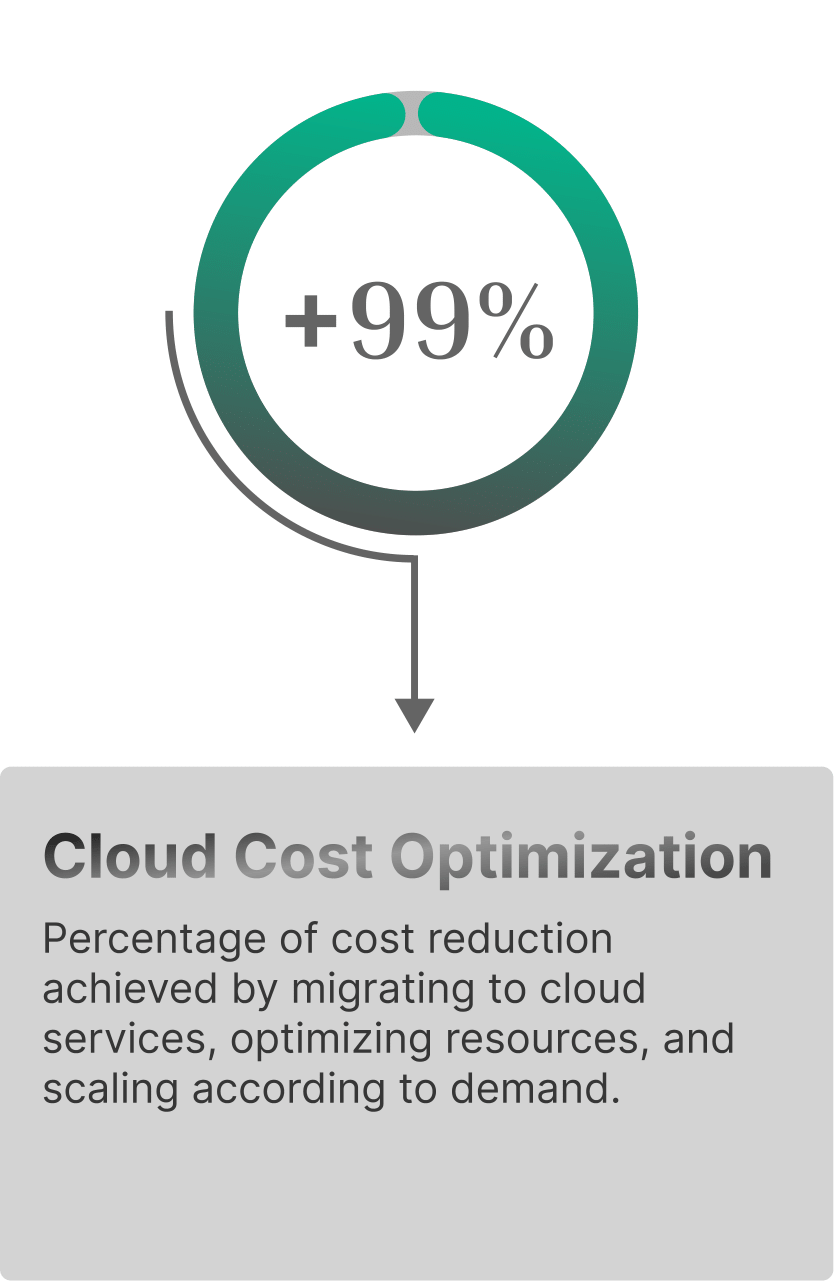 +99%
Cloud Cost Optimization
Percentage of cost reduction
achieved by migrating to cloud
services, optimizing resources, and
scaling according to demand.